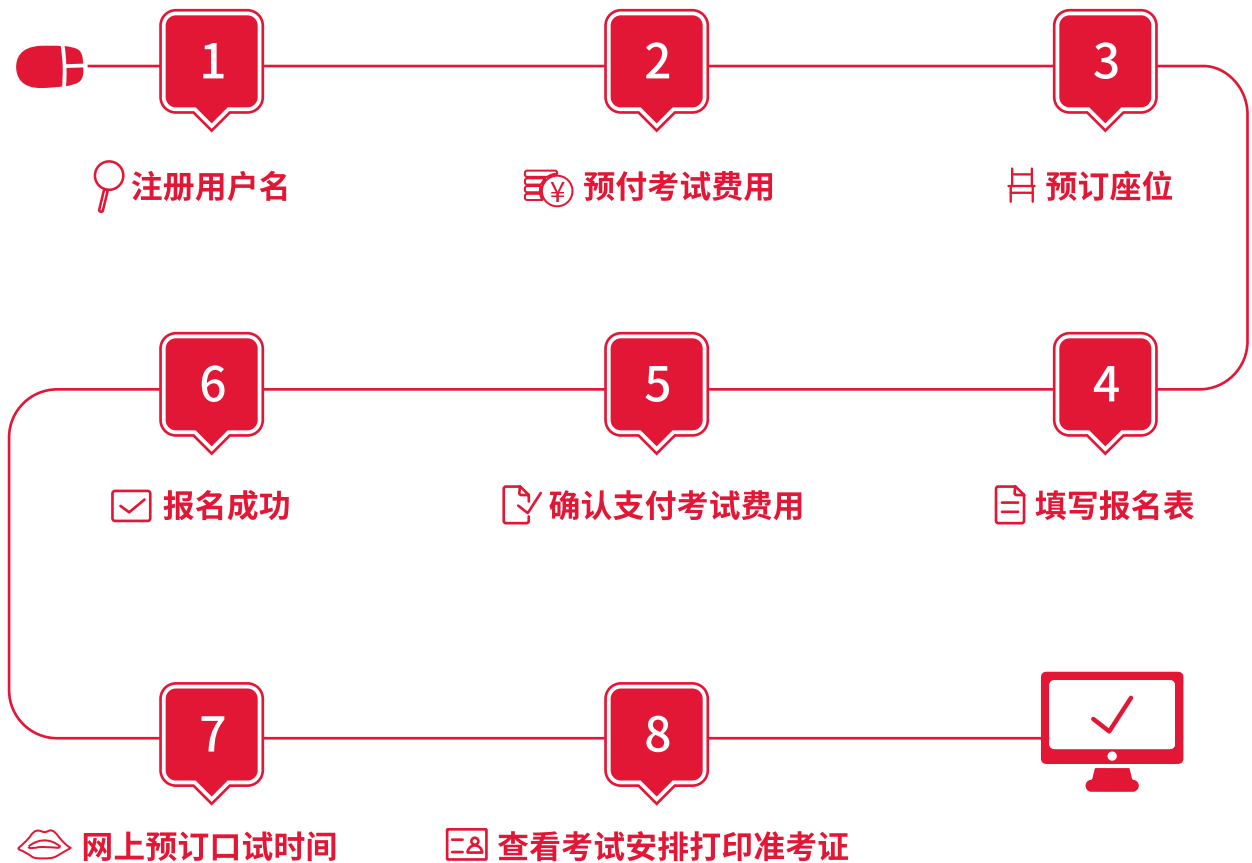 1
注册用户名
2
预付考试费用
3
预订座位
4
填写报名表
5
确认支付考试费用
6
报名成功
7
网上预订口试时间
8
查看考试安排打印准考证